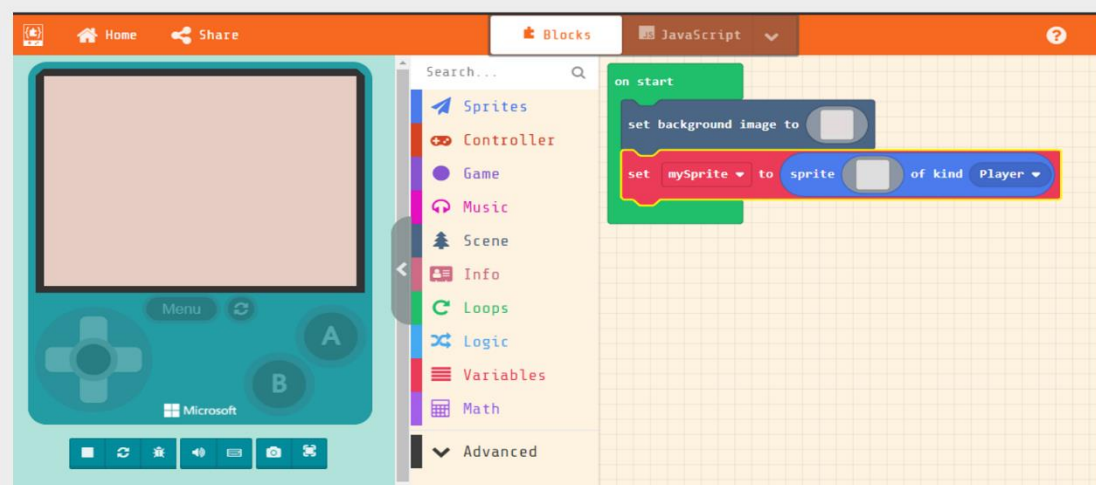 Home Share Blocks JavaScript ?
Menu
A
B
Microsoft
Search...
Sprites
Controller
Game
Music
Scene
Info
Loops
Logic
Variables
Math
Advanced
on start
set background image to
set mySprite to sprite of kind Player